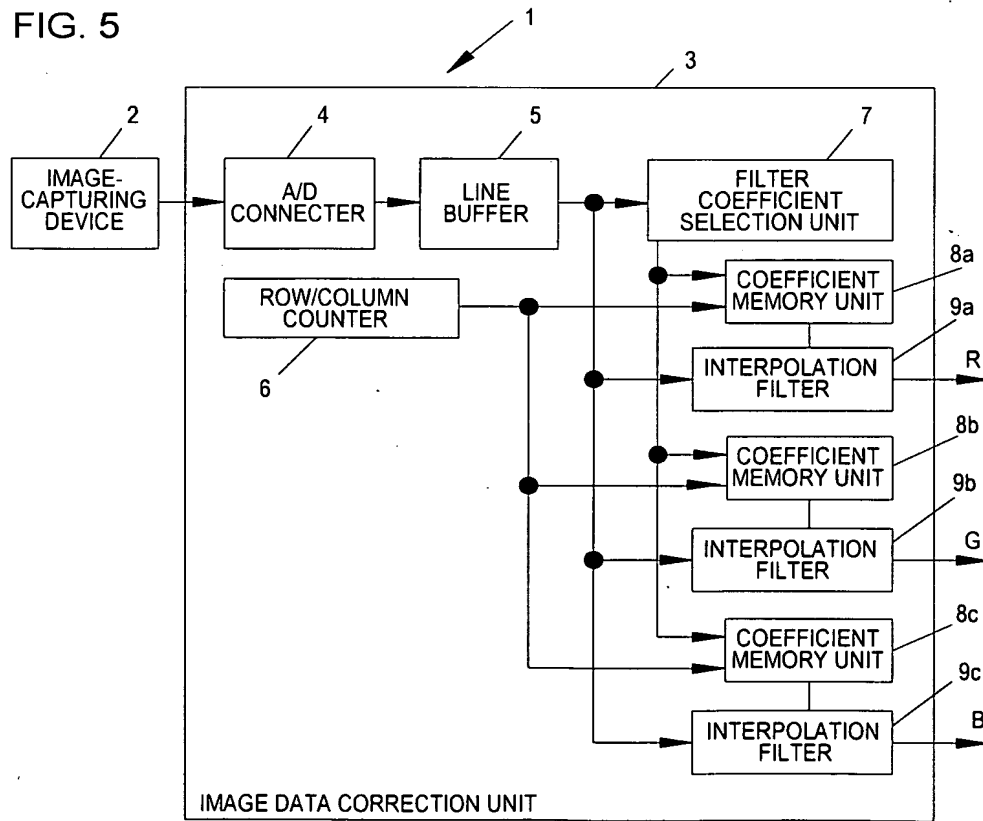 FIG. 5
1
3
2
4
5
7
IMAGE-
CAPTURING
DEVICE
A/D
CONNECTER
LINE
BUFFER
FILTER
COEFFICIENT
SELECTION UNIT
8a
COEFFICIENT
MEMORY UNIT
ROW/COLUMN
COUNTER
6
9a
INTERPOLATION
FILTER
R
8b
COEFFICIENT
MEMORY UNIT
9b
INTERPOLATION
FILTER
G
8c
COEFFICIENT
MEMORY UNIT
9c
INTERPOLATION
FILTER
B
IMAGE DATA CORRECTION UNIT